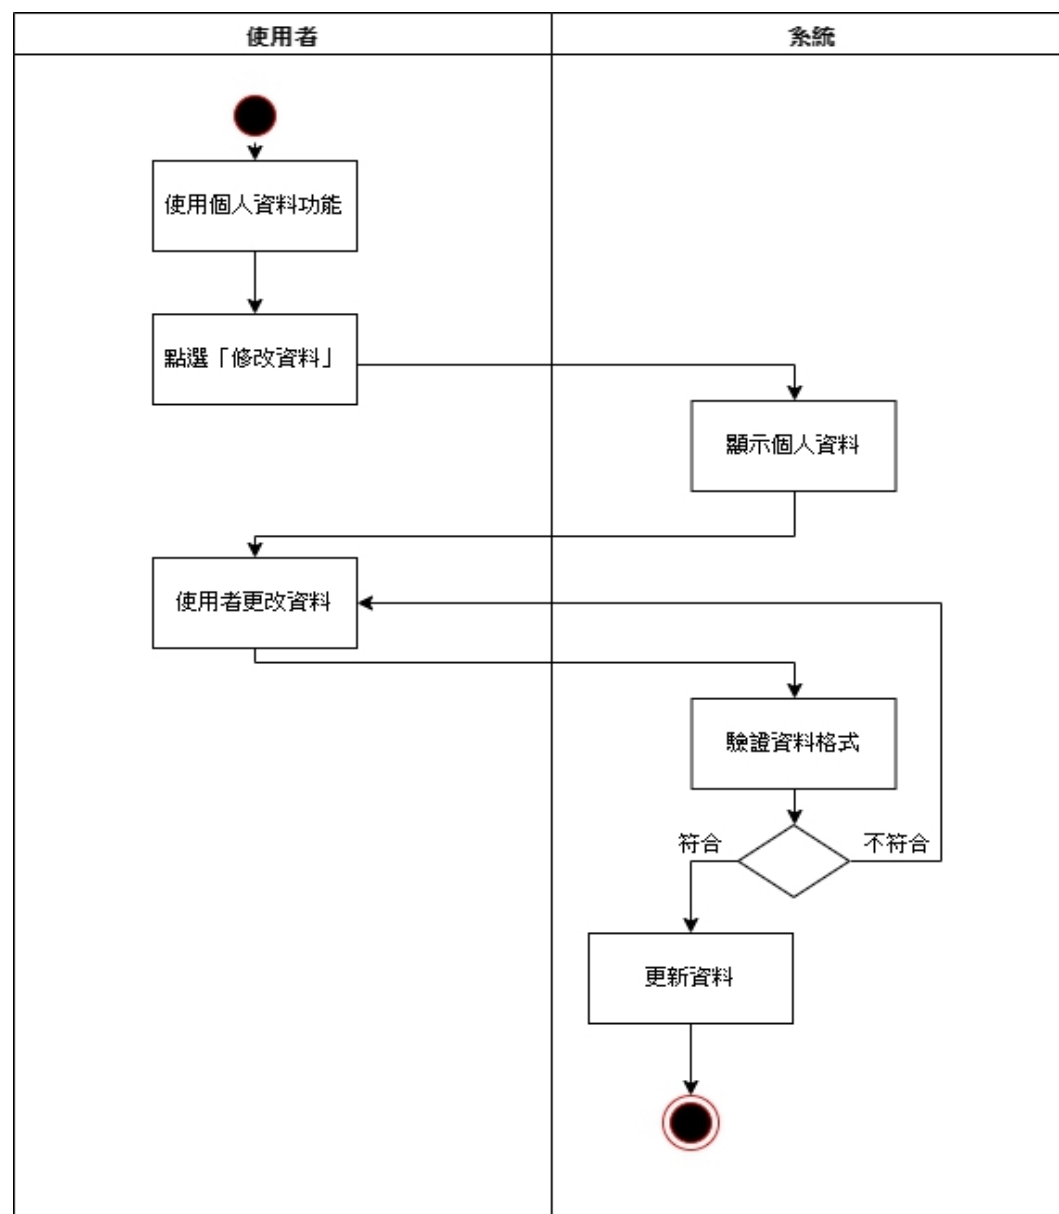 使用者
系統
使用個人資料功能
點選「修改資料」
顯示個人資料
使用者更改資料
驗證資料格式
符合
不符合
更新資料